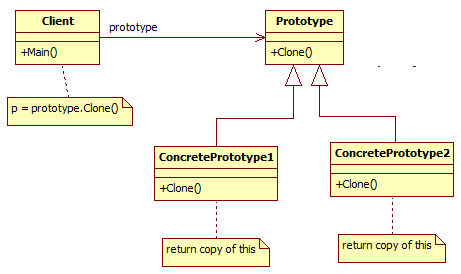 Client
+Main()
prototype
Prototype
+Clone()
p = prototype.Clone()
ConcretePrototype1
+Clone()
ConcretePrototype2
+Clone()
return copy of this
return copy of this